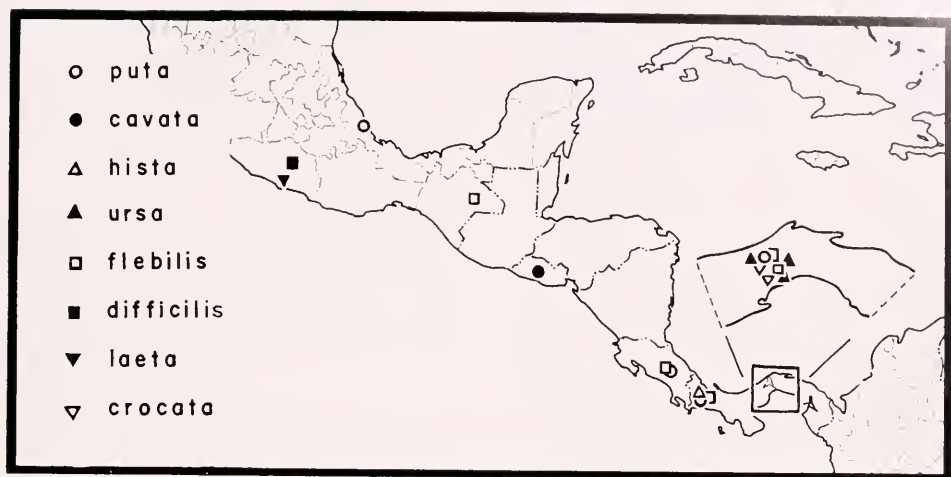 puta
cavata
hista
ursa
flebilis
difficilis
laeta
crocata